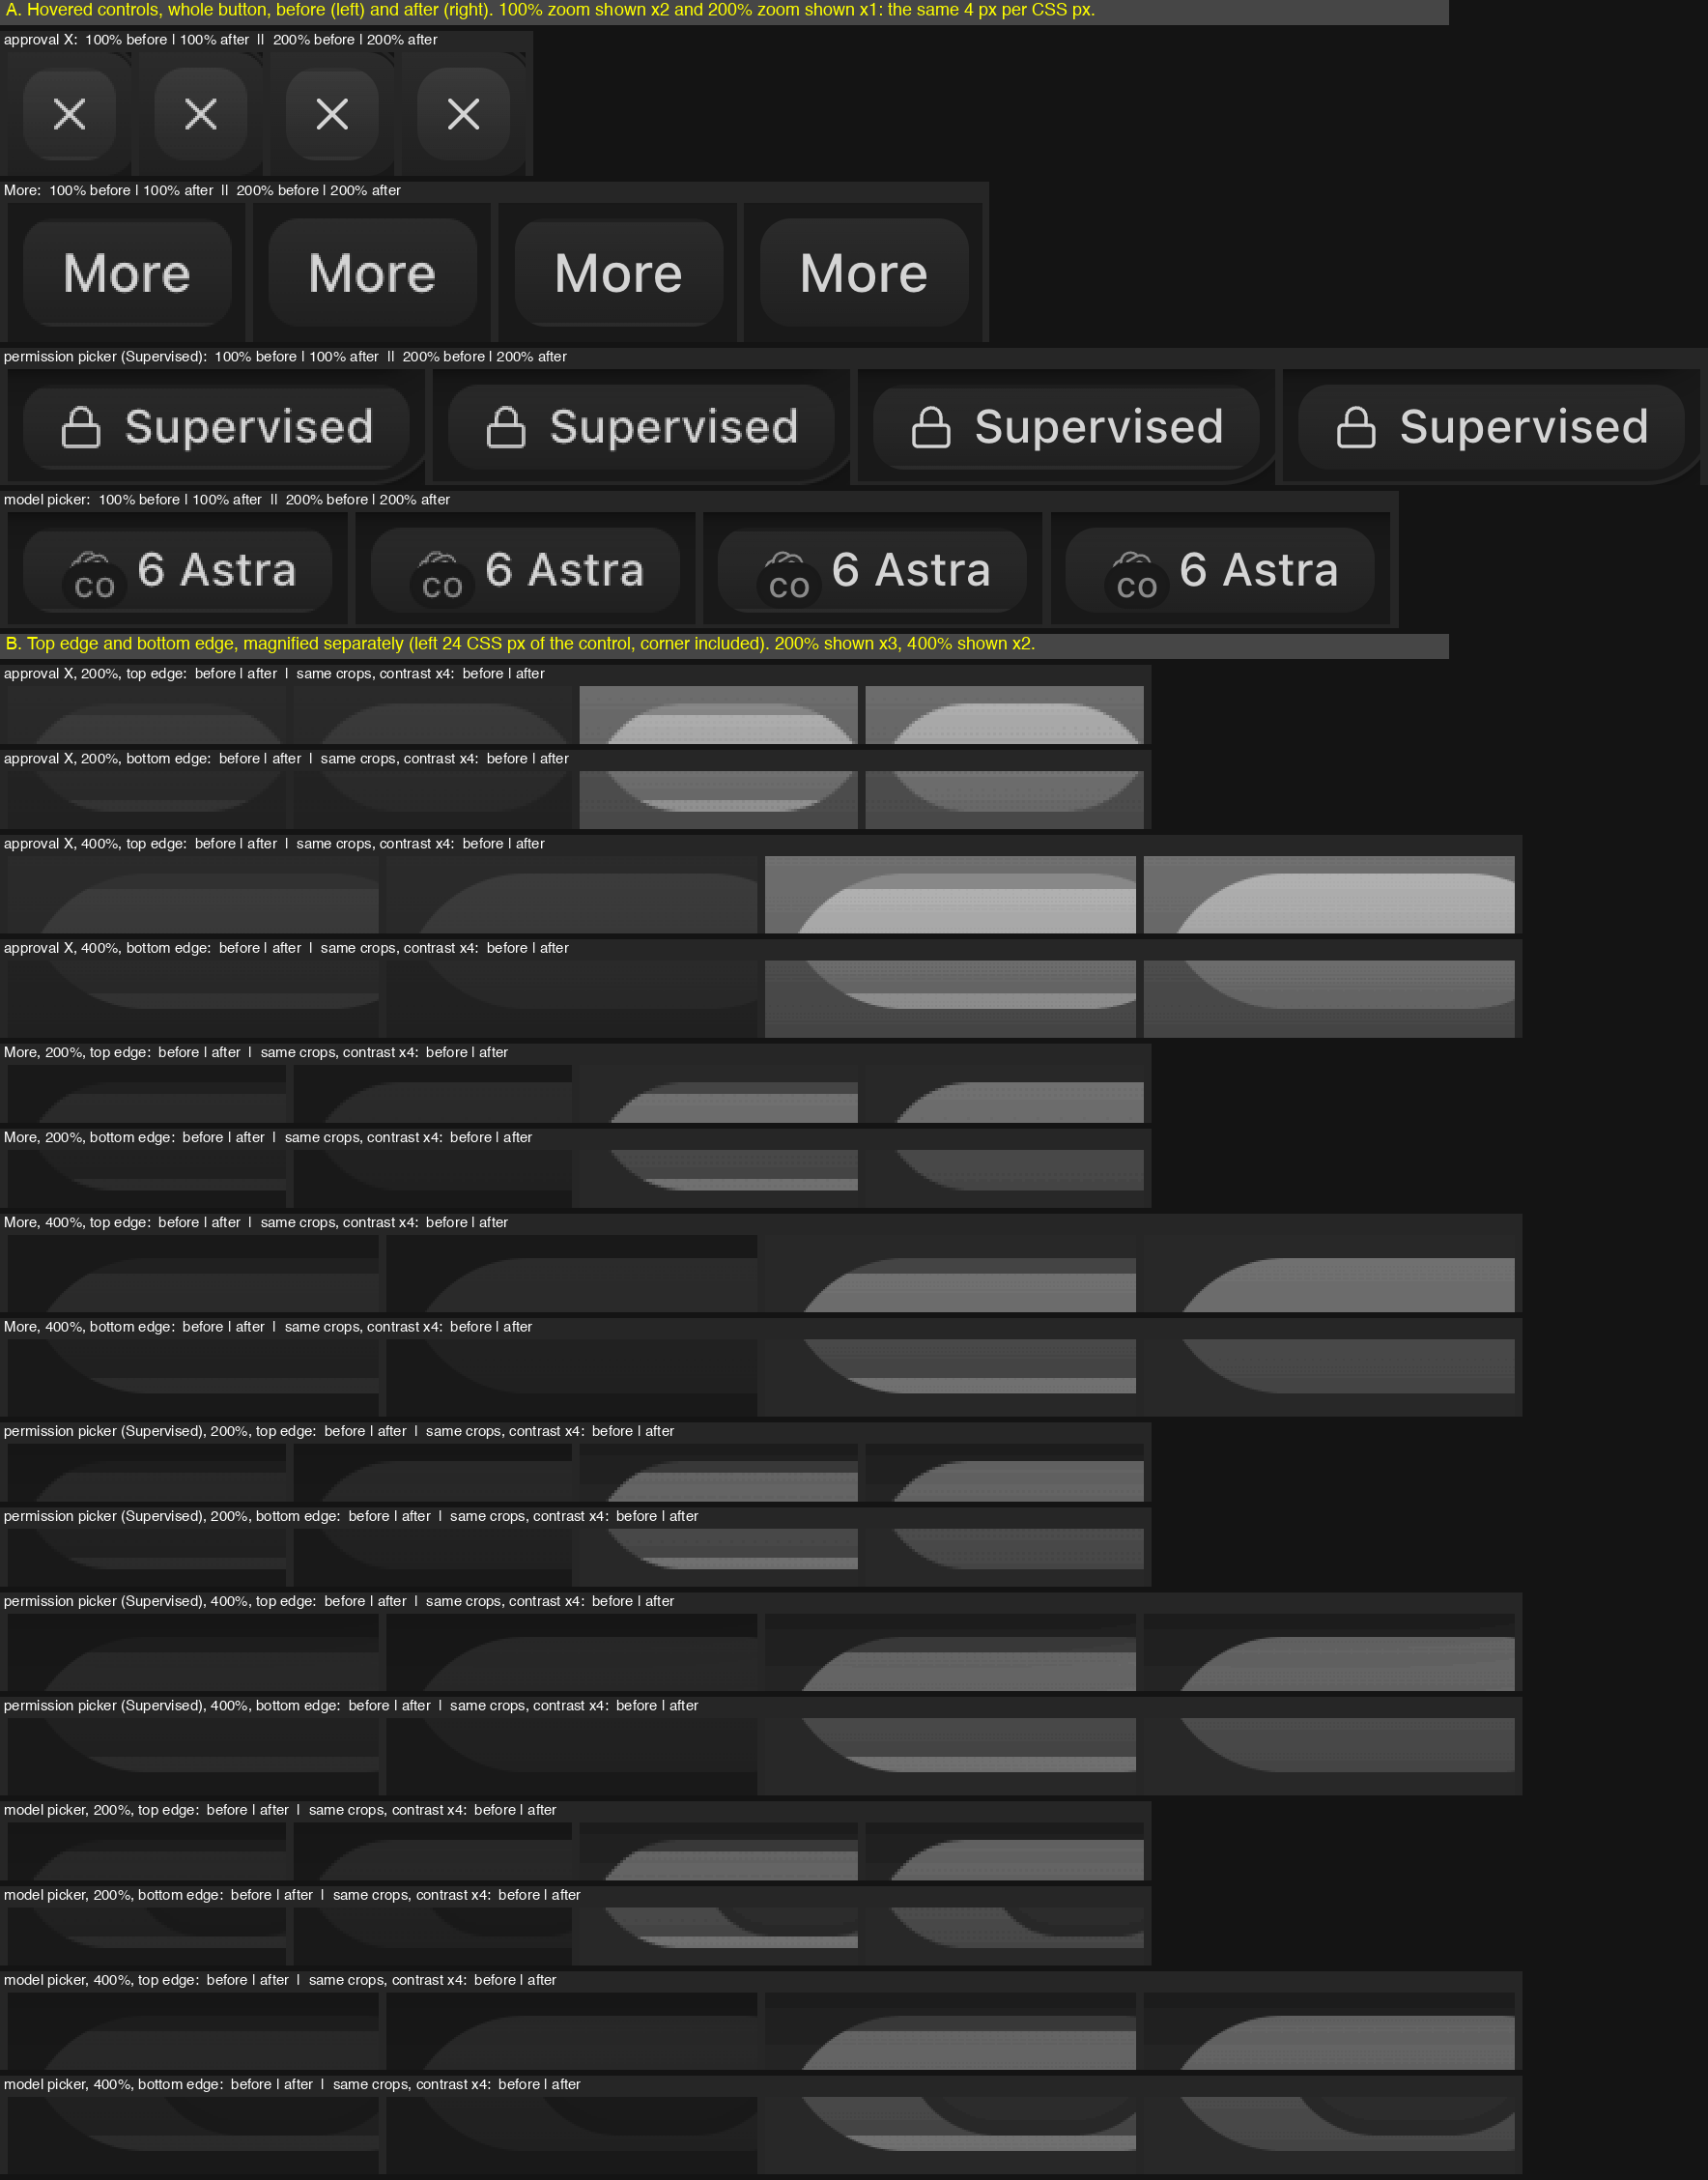 A. Hovered controls, whole button, before (left) and after (right). 100% zoom shown x2 and 200% zoom shown x1: the same 4 px per CSS px.
approval X: 100% before | 100% after || 200% before | 200% after
More: 100% before | 100% after || 200% before | 200% after
More More More More
permission picker (Supervised): 100% before | 100% after || 200% before | 200% after
Supervised Supervised Supervised Supervised
model picker: 100% before | 100% after || 200% before | 200% after
CO 6 Astra CO 6 Astra CO 6 Astra CO 6 Astra
B. Top edge and bottom edge, magnified separately (left 24 CSS px of the control, corner included). 200% shown x3, 400% shown x2.
approval X, 200%, top edge: before | after | same crops, contrast x4: before | after
approval X, 200%, bottom edge: before | after | same crops, contrast x4: before | after
approval X, 400%, top edge: before | after | same crops, contrast x4: before | after
approval X, 400%, bottom edge: before | after | same crops, contrast x4: before | after
More, 200%, top edge: before | after | same crops, contrast x4: before | after
More, 200%, bottom edge: before | after | same crops, contrast x4: before | after
More, 400%, top edge: before | after | same crops, contrast x4: before | after
More, 400%, bottom edge: before | after | same crops, contrast x4: before | after
permission picker (Supervised), 200%, top edge: before | after | same crops, contrast x4: before | after
permission picker (Supervised), 200%, bottom edge: before | after | same crops, contrast x4: before | after
permission picker (Supervised), 400%, top edge: before | after | same crops, contrast x4: before | after
permission picker (Supervised), 400%, bottom edge: before | after | same crops, contrast x4: before | after
model picker, 200%, top edge: before | after | same crops, contrast x4: before | after
model picker, 200%, bottom edge: before | after | same crops, contrast x4: before | after
model picker, 400%, top edge: before | after | same crops, contrast x4: before | after
model picker, 400%, bottom edge: before | after | same crops, contrast x4: before | after